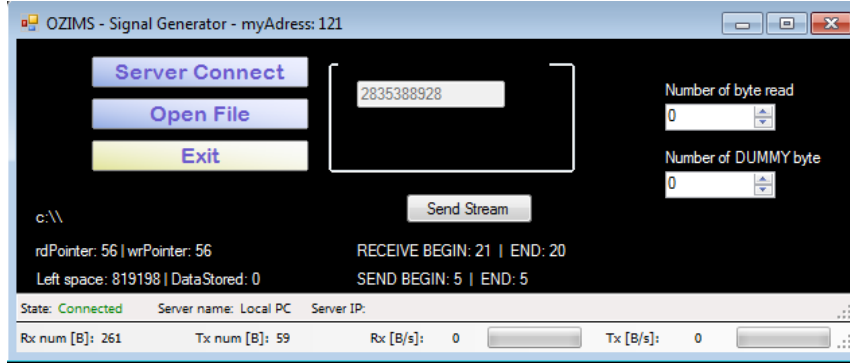 OZIMS - Signal Generator - myAdress: 121
Server Connect
Open File
Exit
2835388928
Number of byte read
0
Number of DUMMY byte
0
Send Stream
c:\\
rdPointer: 56 | wrPointer: 56
RECEIVE BEGIN: 21 | END: 20
Left space: 819198 | DataStored: 0
SEND BEGIN: 5 | END: 5
State: Connected Server name: Local PC Server IP:
Rx num [B]: 261 Tx num [B]: 59 Rx [B/s]: 0 Tx [B/s]: 0